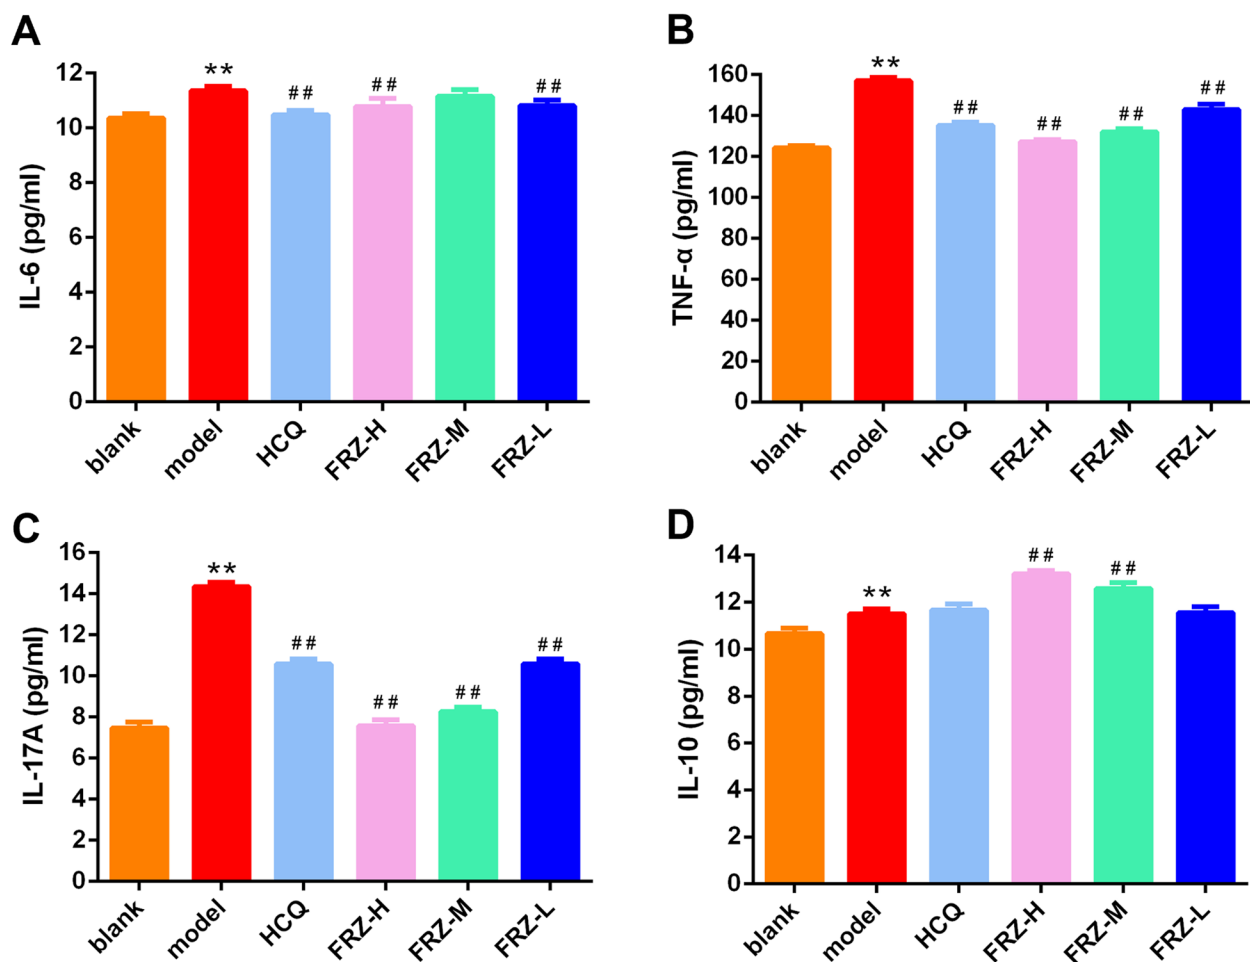 A
IL-6 (pg/ml)
12
10
8
6
4
2
0
**
##
##
##
blank
model
HCQ
FRZ-H
FRZ-M
FRZ-L
B
TNF-α (pg/ml)
160
140
120
100
80
60
40
20
0
**
##
##
##
##
blank
model
HCQ
FRZ-H
FRZ-M
FRZ-L
C
IL-17A (pg/ml)
16
14
12
10
8
6
4
2
0
**
##
##
##
##
blank
model
HCQ
FRZ-H
FRZ-M
FRZ-L
D
IL-10 (pg/ml)
14
12
10
8
6
4
2
0
**
##
##
blank
model
HCQ
FRZ-H
FRZ-M
FRZ-L